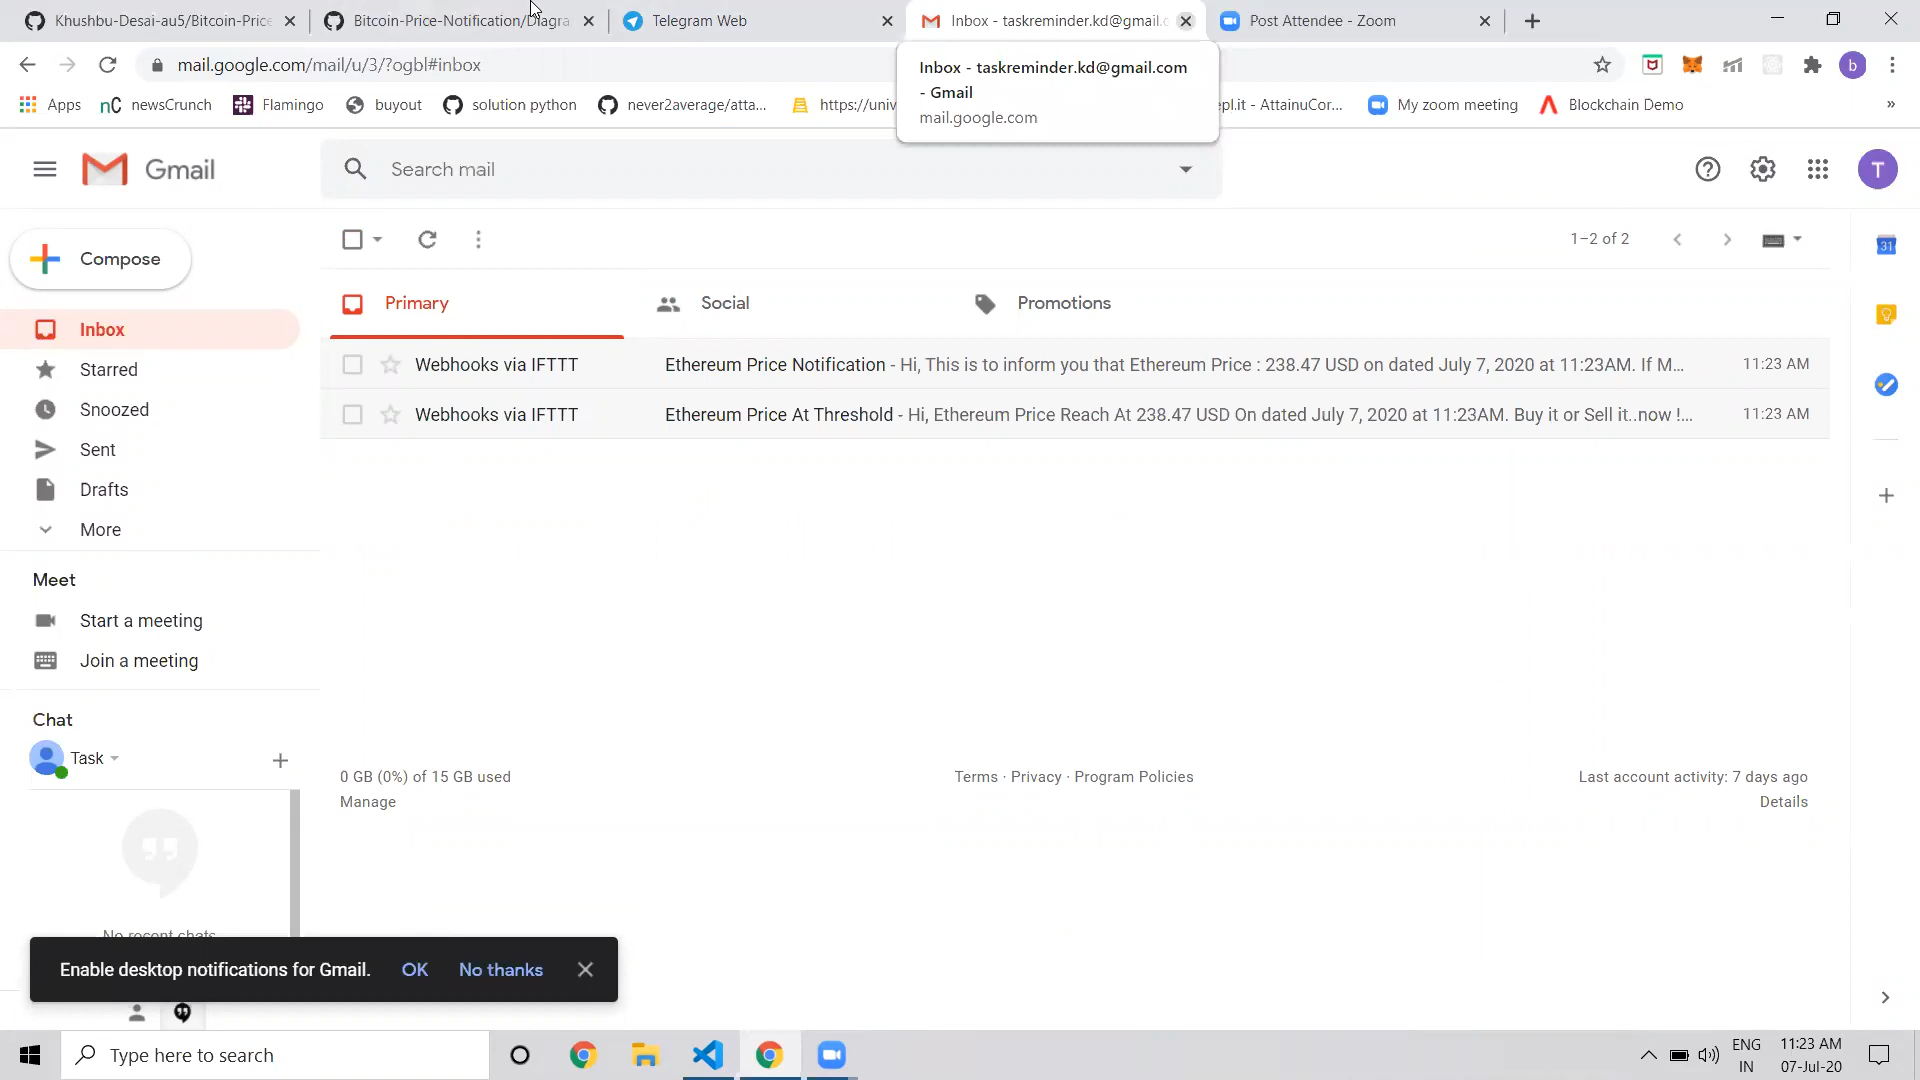 Khushbu-Desai-au5/Bitcoin-Price
Bitcoin-Price-Notification/Diagra
Telegram Web
Inbox - taskreminder.kd@gmail.c
Post Attendee - Zoom
mail.google.com/mail/u/3/?ogbl#inbox
b
Inbox - taskreminder.kd@gmail.com
- Gmail
mail.google.com
Apps
newsCrunch
Flamingo
buyout
solution python
never2average/atta...
https://univ
epl.it - AttainuCor...
My zoom meeting
Blockchain Demo
»
Gmail
Search mail
T
Compose
1–2 of 2
31
Primary
Social
Promotions
Inbox
Webhooks via IFTTT
Ethereum Price Notification - Hi, This is to inform you that Ethereum Price : 238.47 USD on dated July 7, 2020 at 11:23AM. If M...
11:23 AM
Starred
Snoozed
Webhooks via IFTTT
Ethereum Price At Threshold - Hi, Ethereum Price Reach At 238.47 USD On dated July 7, 2020 at 11:23AM. Buy it or Sell it..now !...
11:23 AM
Sent
Drafts
More
Meet
Start a meeting
Join a meeting
Chat
Task
0 GB (0%) of 15 GB used
Manage
Terms · Privacy · Program Policies
Last account activity: 7 days ago
Details
No recent chats
Enable desktop notifications for Gmail.
OK
No thanks
Type here to search
ENG
IN
11:23 AM
07-Jul-20